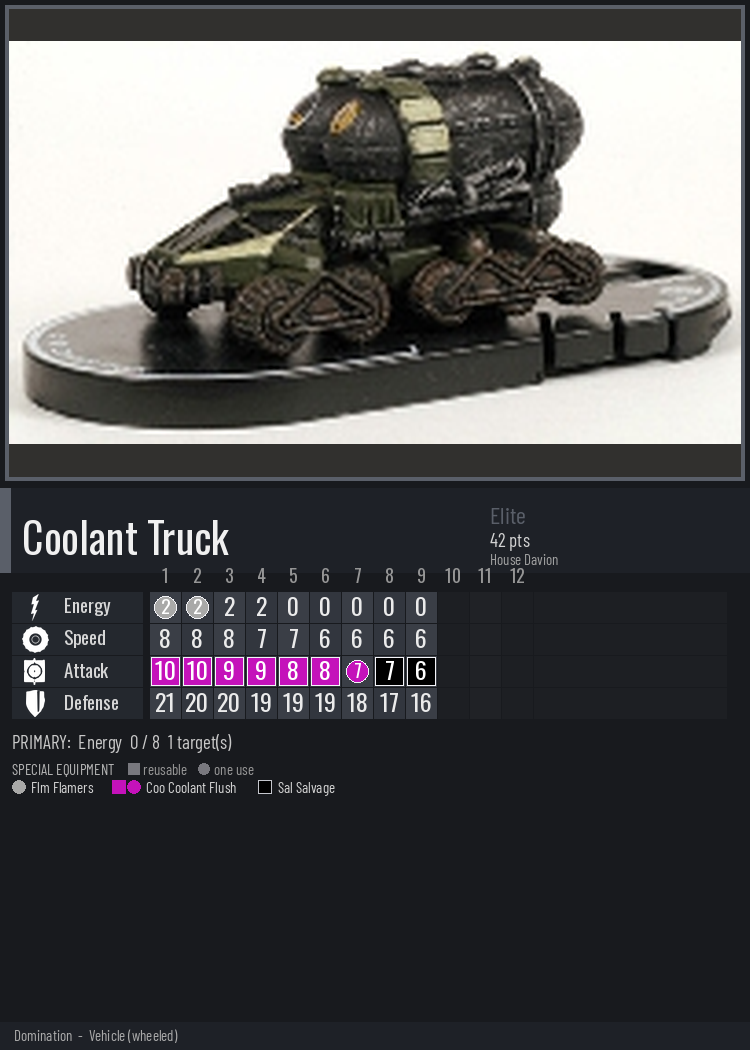 Coolant Truck
Elite
42 pts
House Davion
1 2 3 4 5 6 7 8 9 10 11 12
Energy 2 2 2 2 0 0 0 0 0
Speed 8 8 8 7 7 6 6 6 6
Attack 10 10 9 9 8 8 7 7 6
Defense 21 20 20 19 19 19 18 17 16
PRIMARY: Energy 0 / 8 1 target(s)
SPECIAL EQUIPMENT reusable one use
Flm Flamers Coo Coolant Flush Sal Salvage
Domination - Vehicle (wheeled)